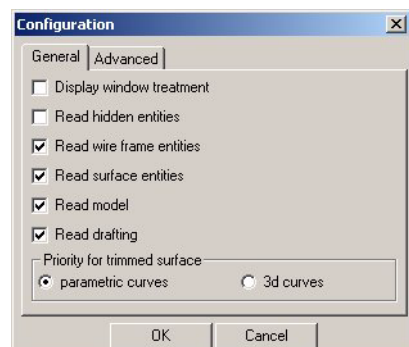 Configuration
General Advanced
Display window treatment
Read hidden entities
Read wire frame entities
Read surface entities
Read model
Read drafting
Priority for trimmed surface
parametric curves 3d curves
OK Cancel